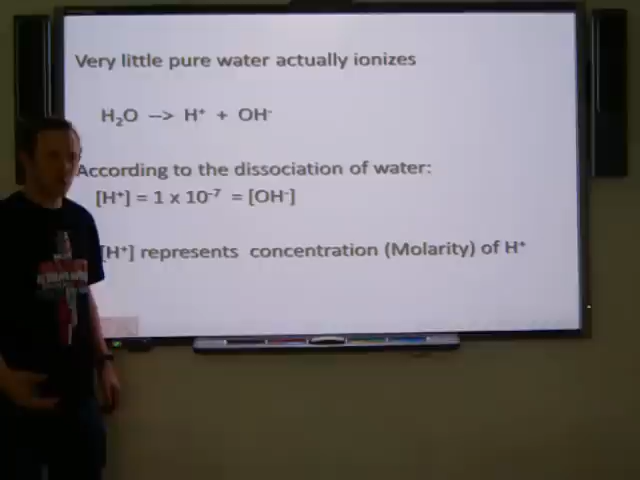 Very little pure water actually ionizes
H₂O --> H⁺ + OH⁻
According to the dissociation of water:
[H⁺] = 1 x 10⁻⁷ = [OH⁻]
[H⁺] represents concentration (Molarity) of H⁺